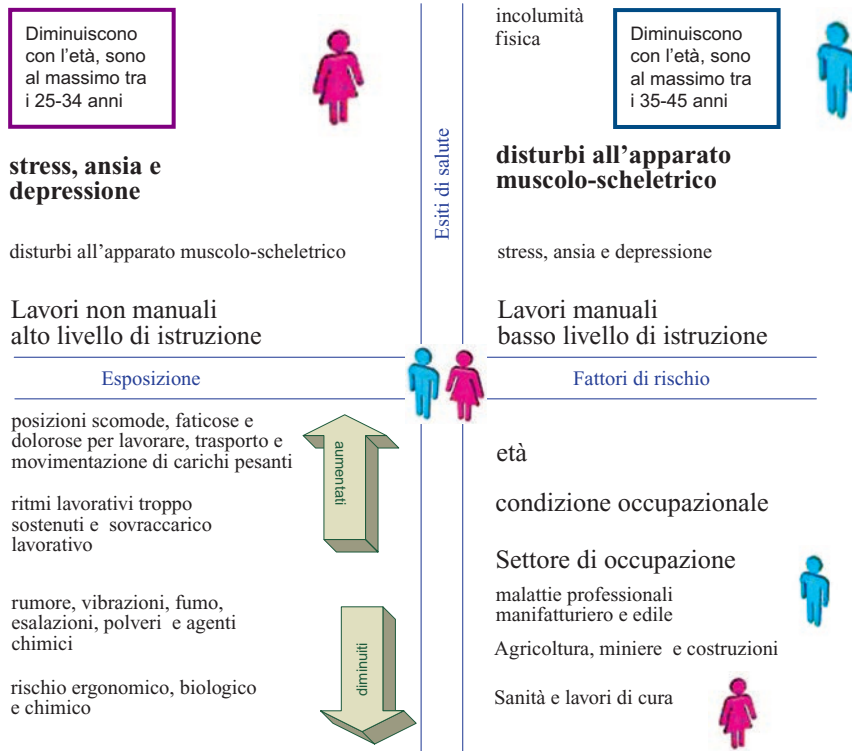 Diminuiscono
con l'età, sono
al massimo tra
i 25-34 anni
stress, ansia e
depressione
disturbi all'apparato muscolo-scheletrico
Lavori non manuali
alto livello di istruzione
Esiti di salute
incolumità
fisica
Diminuiscono
con l'età, sono
al massimo tra
i 35-45 anni
disturbi all'apparato
muscolo-scheletrico
stress, ansia e depressione
Lavori manuali
basso livello di istruzione
Esposizione
posizioni scomode, faticose e
dolorose per lavorare, trasporto e
movimentazione di carichi pesanti
ritmi lavorativi troppo
sostenuti e sovraccarico
lavorativo
aumentati
rumore, vibrazioni, fumo,
esalazioni, polveri e agenti
chimici
rischio ergonomico, biologico
e chimico
diminuiti
Fattori di rischio
età
condizione occupazionale
Settore di occupazione
malattie professionali
manifatturiero e edile
Agricoltura, miniere e costruzioni
Sanità e lavori di cura